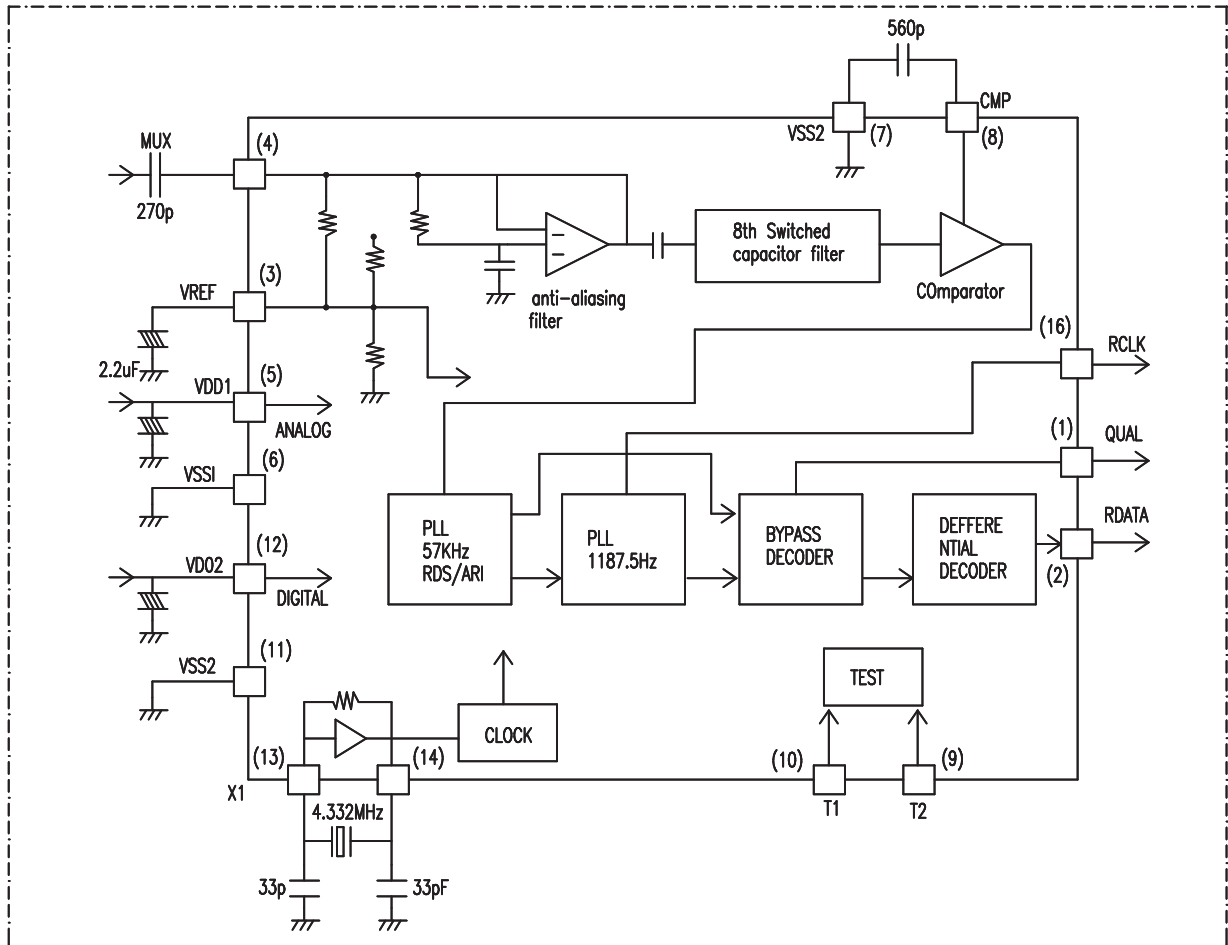 560p
CMP
VSS2
(7)
(8)
MUX
(4)
270p
8th Switched
capacitor filter
(3)
VREF
anti-aliasing
filter
COmparator
(16)
RCLK
2.2uF
(5)
VDD1
ANALOG
(1)
QUAL
(6)
VSSI
RDATA
PLL
57KHz
RDS/ARI
PLL
1187.5Hz
BYPASS
DECODER
DEFFERE
NTIAL
DECODER
(2)
(12)
VDO2
DIGITAL
(11)
VSS2
TEST
CLOCK
(13)
(14)
(10)
(9)
X1
4.332MHz
T1
T2
33p
33pF